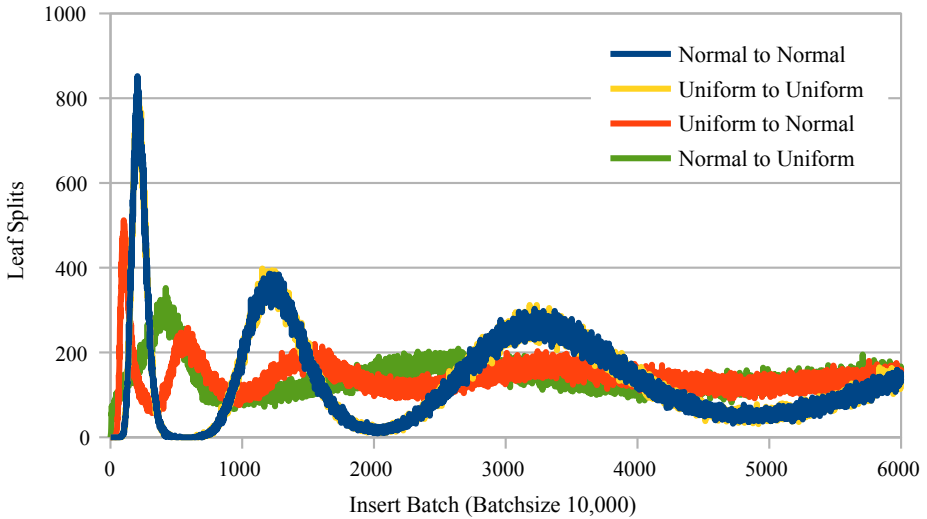 1000
800
600
400
200
0
Leaf Splits
Normal to Normal
Uniform to Uniform
Uniform to Normal
Normal to Uniform
0 1000 2000 3000 4000 5000 6000
Insert Batch (Batchsize 10,000)